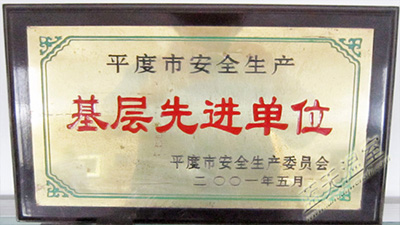 平度市安全生产
基层先进单位
平度市安全生产委员会
二〇〇一年五月